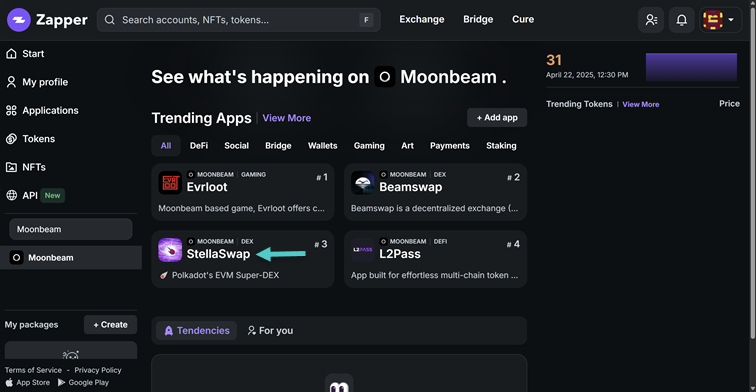 Zapper
Search accounts, NFTs, tokens...
F
Exchange
Bridge
Cure
Start
My profile
Applications
Tokens
NFTs
API
New
Moonbeam
Moonbeam
My packages
+ Create
Terms of Service - Privacy Policy
App Store
Google Play
See what's happening on Moonbeam .
Trending Apps
View More
+ Add app
All
DeFi
Social
Bridge
Wallets
Gaming
Art
Payments
Staking
MOONBEAM GAMING
# 1
EVR
LOOT
Evrloot
Moonbeam based game, Evrloot offers c...
MOONBEAM DEX
# 2
Beamswap
Beamswap is a decentralized exchange (...
MOONBEAM DEX
# 3
StellaSwap
Polkadot's EVM Super-DEX
MOONBEAM DEFI
# 4
L2PASS
L2Pass
App built for effortless multi-chain token ...
Tendencies
For you
31
April 22, 2025, 12:30 PM
Trending Tokens
View More
Price